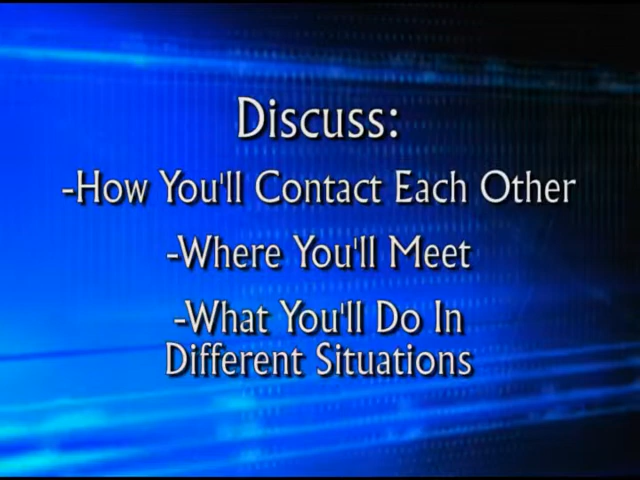 Discuss:
-How You'll Contact Each Other
-Where You'll Meet
-What You'll Do In
Different Situations